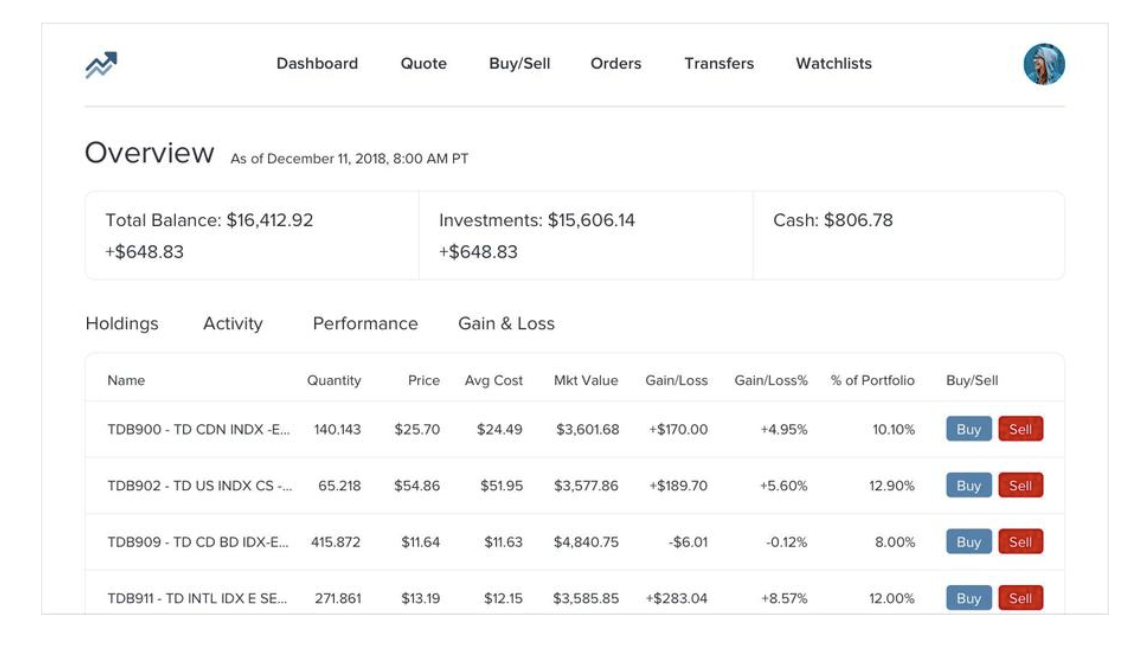 Dashboard Quote Buy/Sell Orders Transfers Watchlists
Overview As of December 11, 2018, 8:00 AM PT
Total Balance: $16,412.92 Investments: $15,606.14 Cash: $806.78
+$648.83 +$648.83
Holdings Activity Performance Gain & Loss
Name Quantity Price Avg Cost Mkt Value Gain/Loss Gain/Loss% % of Portfolio Buy/Sell
TDB900 - TD CDN INDX -E... 140.143 $25.70 $24.49 $3,601.68 +$170.00 +4.95% 10.10% Buy Sell
TDB902 - TD US INDX CS -... 65.218 $54.86 $51.95 $3,577.86 +$189.70 +5.60% 12.90% Buy Sell
TDB909 - TD CD BD IDX-E... 415.872 $11.64 $11.63 $4,840.75 -$6.01 -0.12% 8.00% Buy Sell
TDB911 - TD INTL IDX E SE... 271.861 $13.19 $12.15 $3,585.85 +$283.04 +8.57% 12.00% Buy Sell